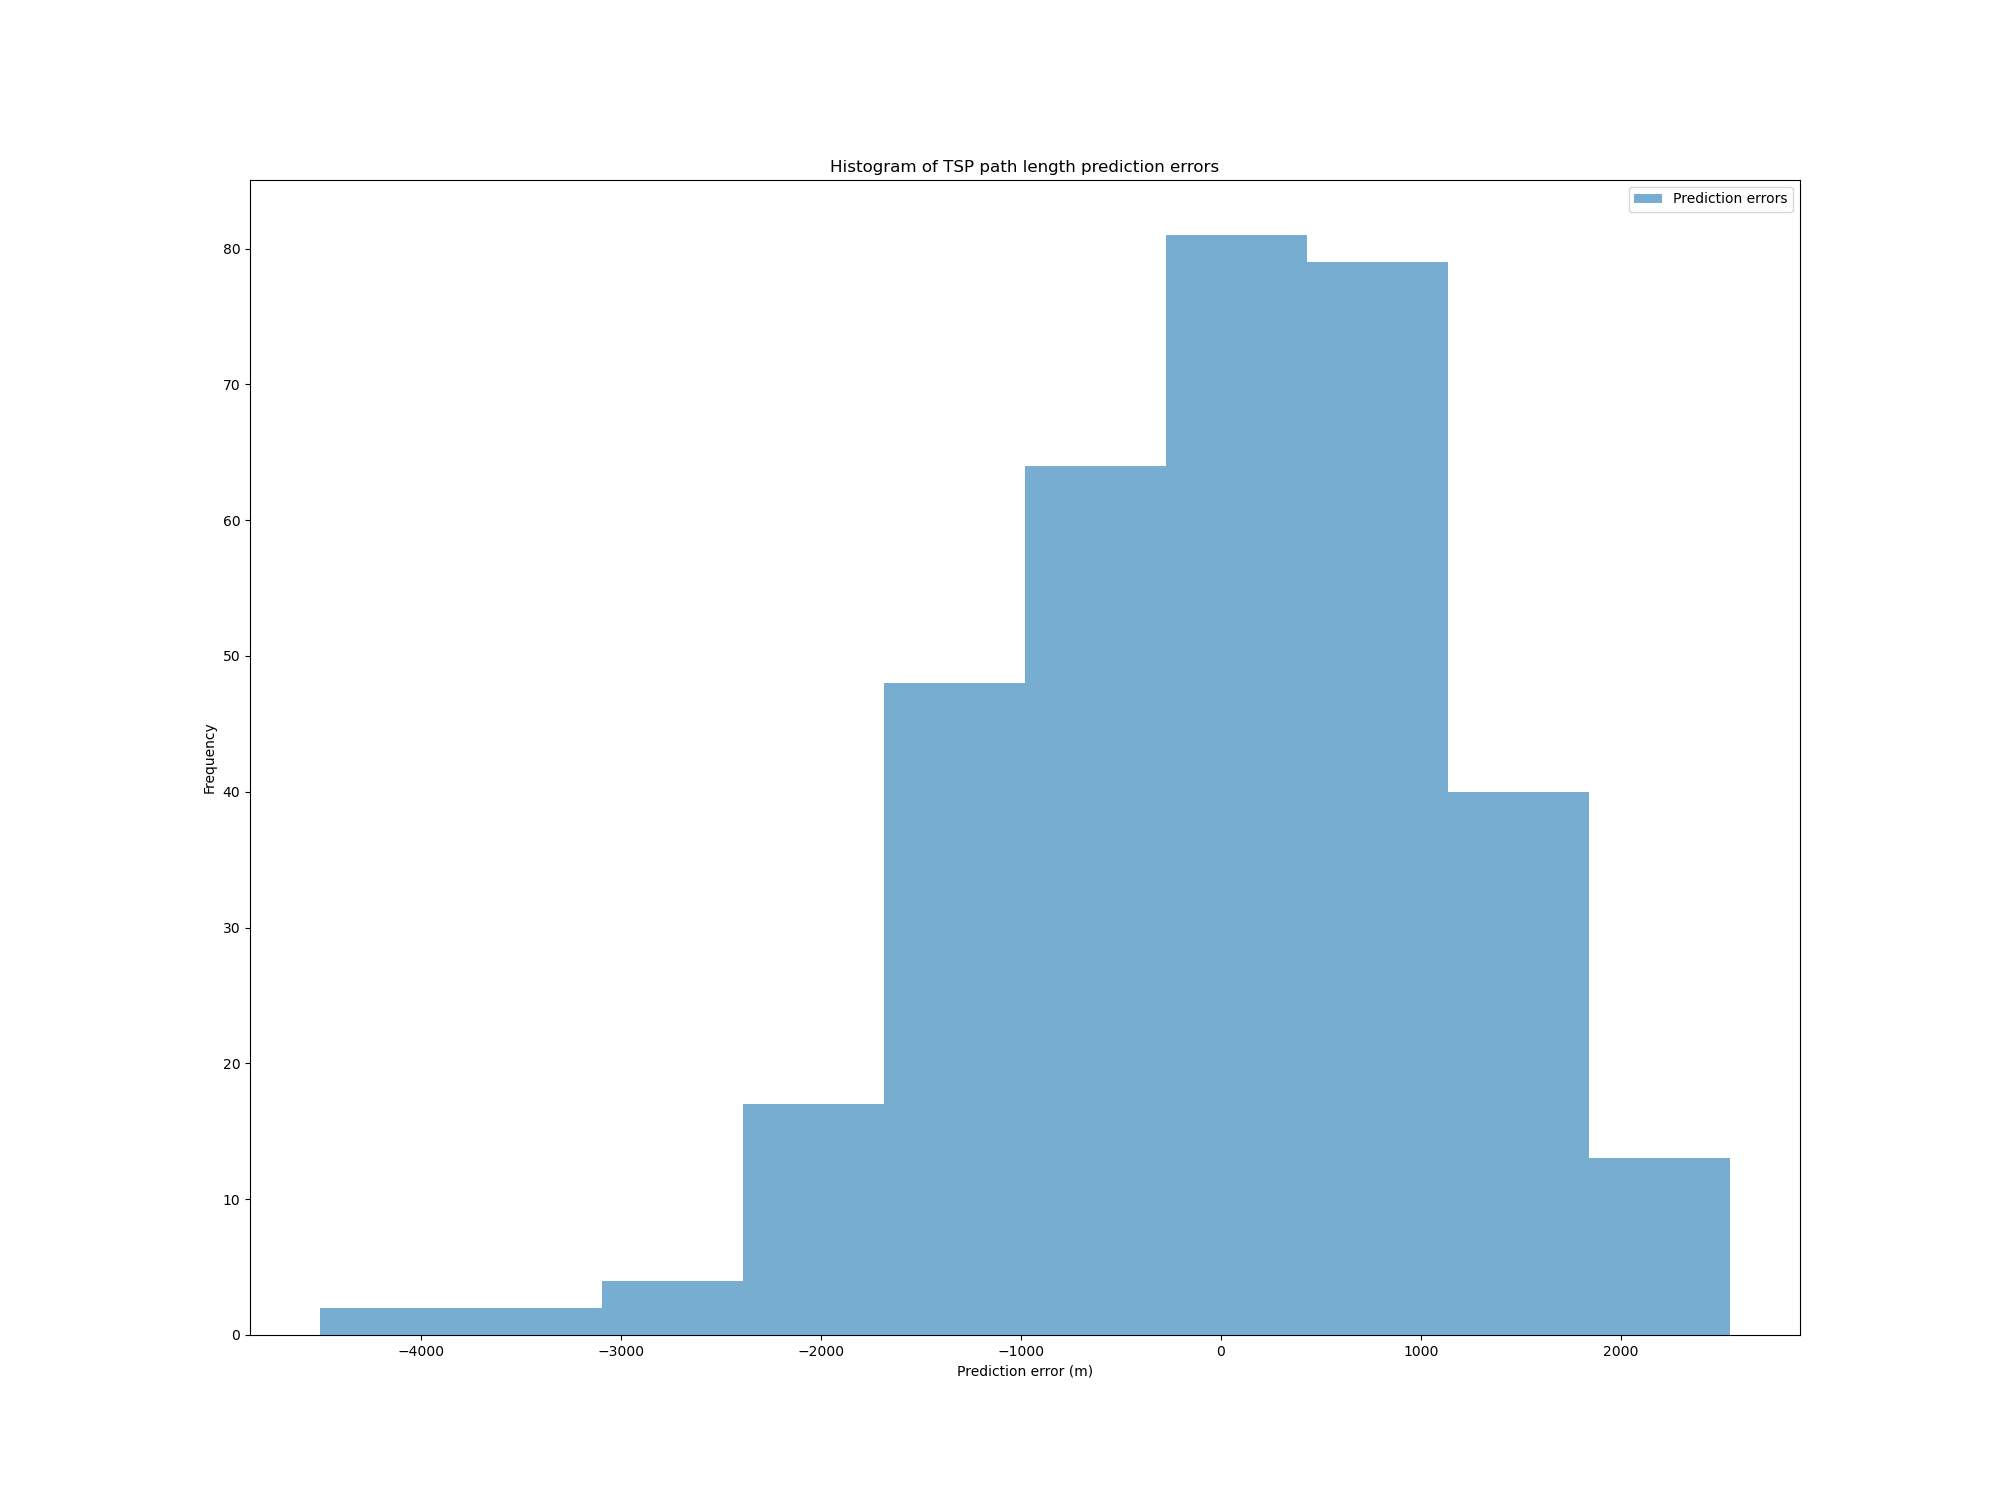 Histogram of TSP path length prediction errors
Prediction errors
80
70
60
50
40
30
20
10
0
Frequency
−4000 −3000 −2000 −1000 0 1000 2000
Prediction error (m)